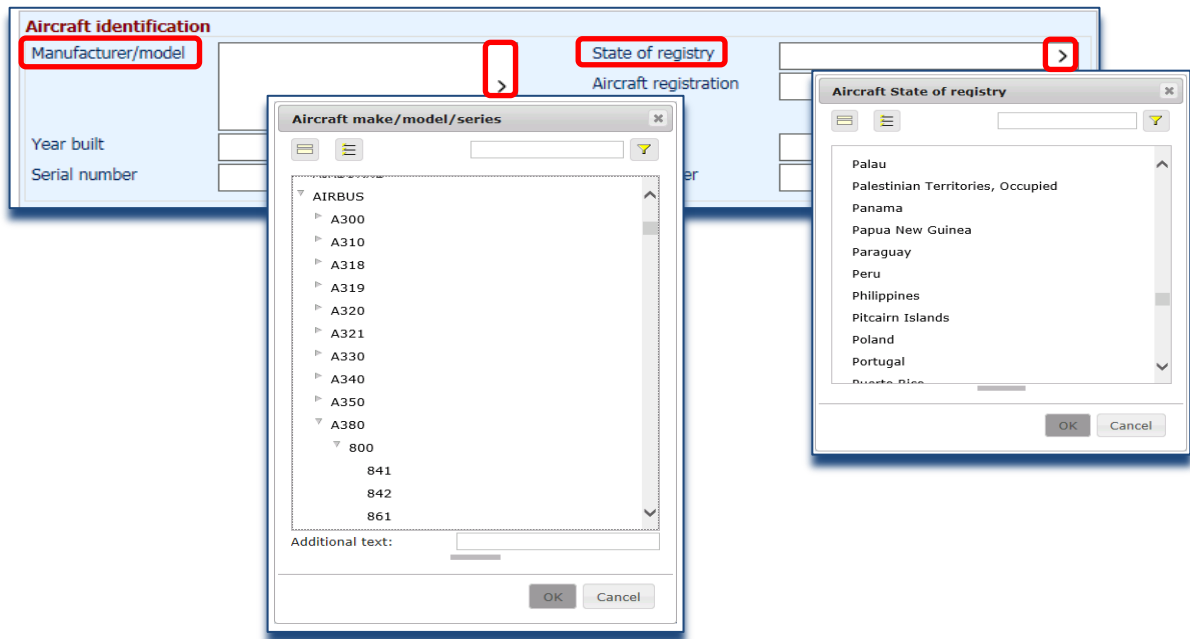 Aircraft identification
Manufacturer/model
State of registry
Aircraft registration
Year built
Serial number
er
Aircraft make/model/series
AIRBUS
A300
A310
A318
A319
A320
A321
A330
A340
A350
A380
800
841
842
861
Additional text:
OK Cancel
Aircraft State of registry
Palau
Palestinian Territories, Occupied
Panama
Papua New Guinea
Paraguay
Peru
Philippines
Pitcairn Islands
Poland
Portugal
Puerto Rico
OK Cancel